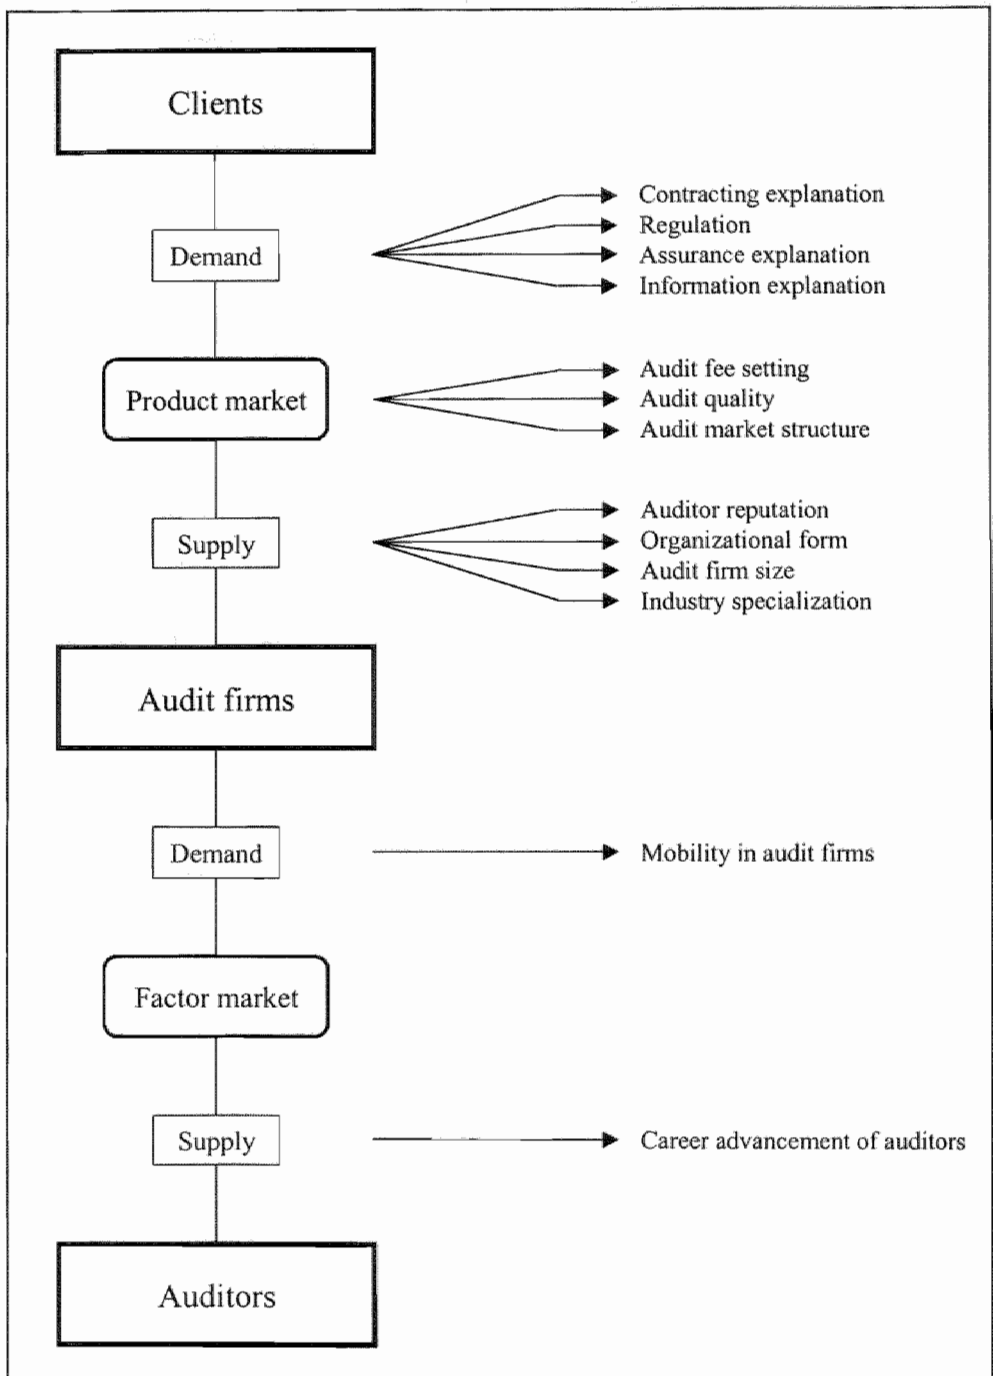 Clients
Demand
Contracting explanation
Regulation
Assurance explanation
Information explanation
Product market
Audit fee setting
Audit quality
Audit market structure
Supply
Auditor reputation
Organizational form
Audit firm size
Industry specialization
Audit firms
Demand
Mobility in audit firms
Factor market
Supply
Career advancement of auditors
Auditors